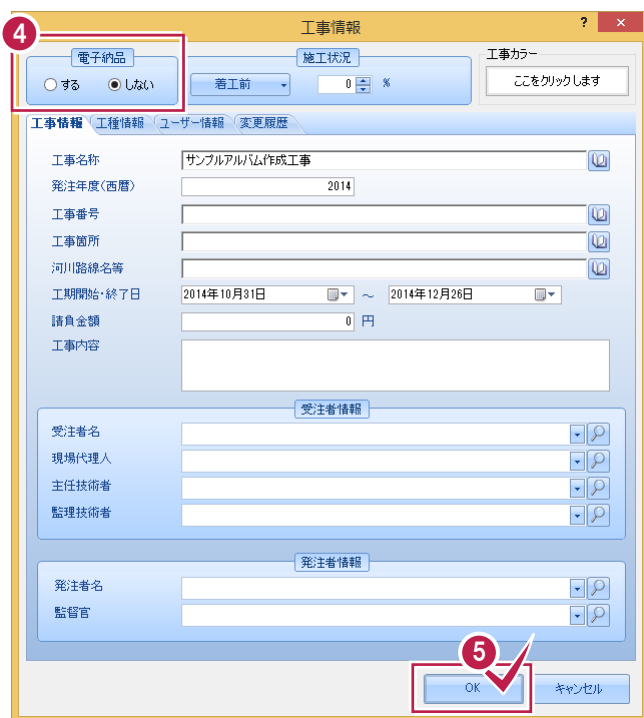 工事情報 ? ×
4
電子納品
する しない
施工状況
着工前 0 %
工事カラー
ここをクリックします
工事情報 工種情報 ユーザー情報 変更履歴
工事名称 サンプルアルバム作成工事
発注年度(西暦) 2014
工事番号
工事箇所
河川路線名等
工期開始・終了日 2014年10月31日 ～ 2014年12月26日
請負金額 0 円
工事内容
受注者情報
受注者名
現場代理人
主任技術者
監理技術者
発注者情報
発注者名
監督官
5
OK キャンセル